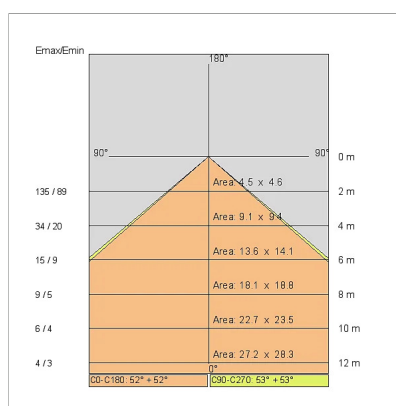 Emax/Emin
180°
90° 90° 0 m
135 / 89 Area: 4.5 x 4.6 2 m
34 / 20 Area: 9.1 x 9.4 4 m
15 / 9 Area: 13.6 x 14.1 6 m
9 / 5 Area: 18.1 x 18.8 8 m
6 / 4 Area: 22.7 x 23.5 10 m
4 / 3 Area: 27.2 x 28.3 12 m
0°
C0-C180: 52° + 52° C90-C270: 53° + 53°